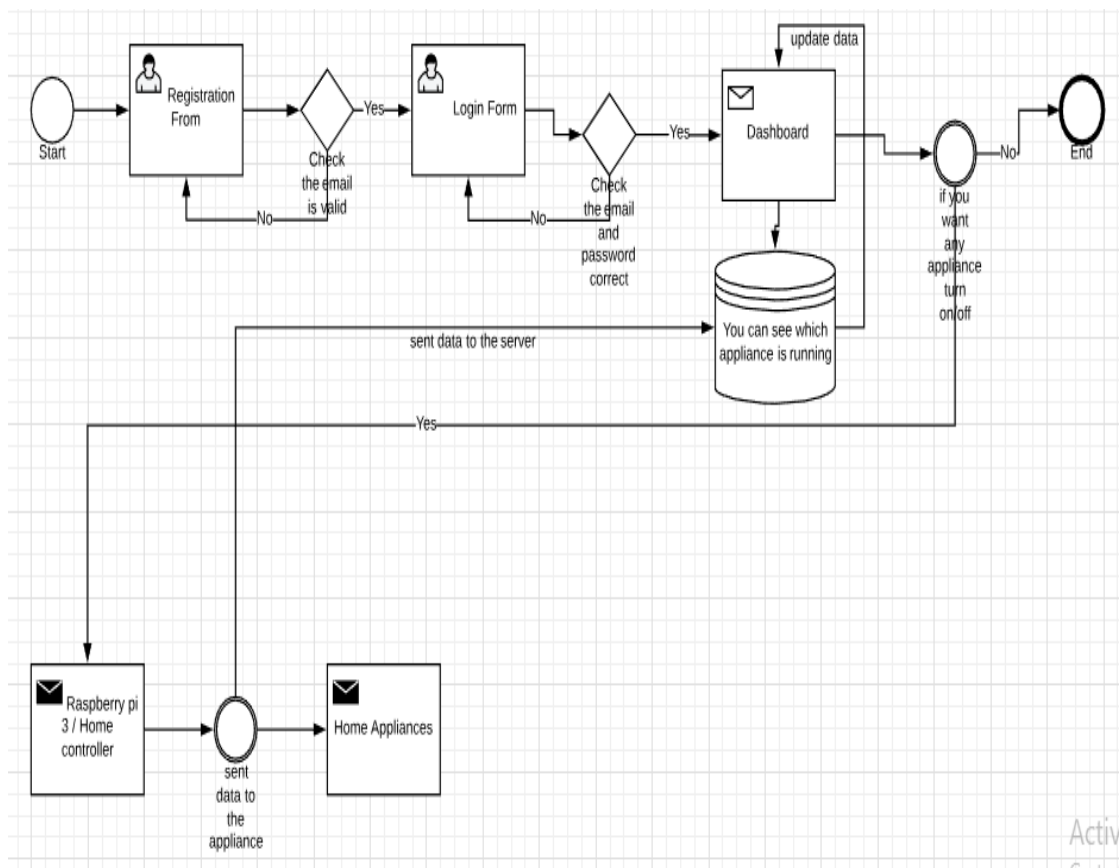 update data
Registration
From
Yes
Login Form
Yes
Dashboard
Start
No
End
Check
the email
is valid
No
Check
the email
and
password
correct
No
if you
want
any
appliance
turn
on/off
You can see which
appliance is running
sent data to the server
Yes
Raspberry pi
3 / Home
controller
Home Appliances
sent
data to
the
appliance
Activ